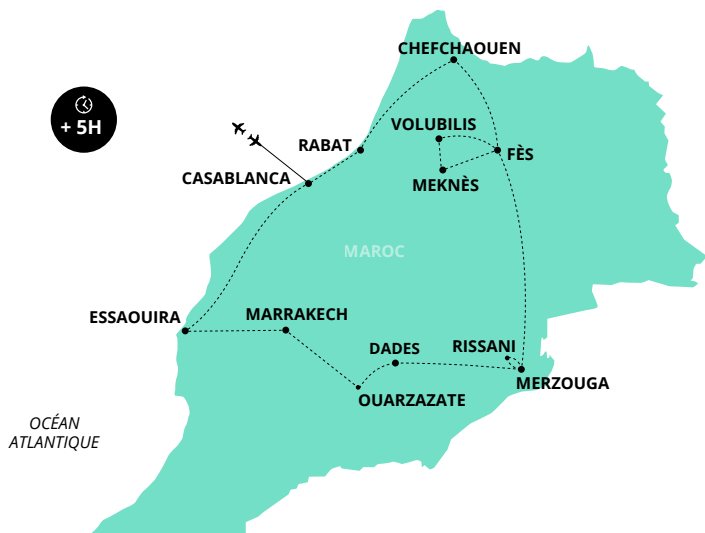 CHEFCHAOUEN
+ 5H
VOLUBILIS
RABAT
FÈS
CASABLANCA
MEKNÈS
MAROC
ESSAOUIRA
MARRAKECH
DADES
RISSANI
MERZOUGA
OUARZAZATE
OCÉAN
ATLANTIQUE